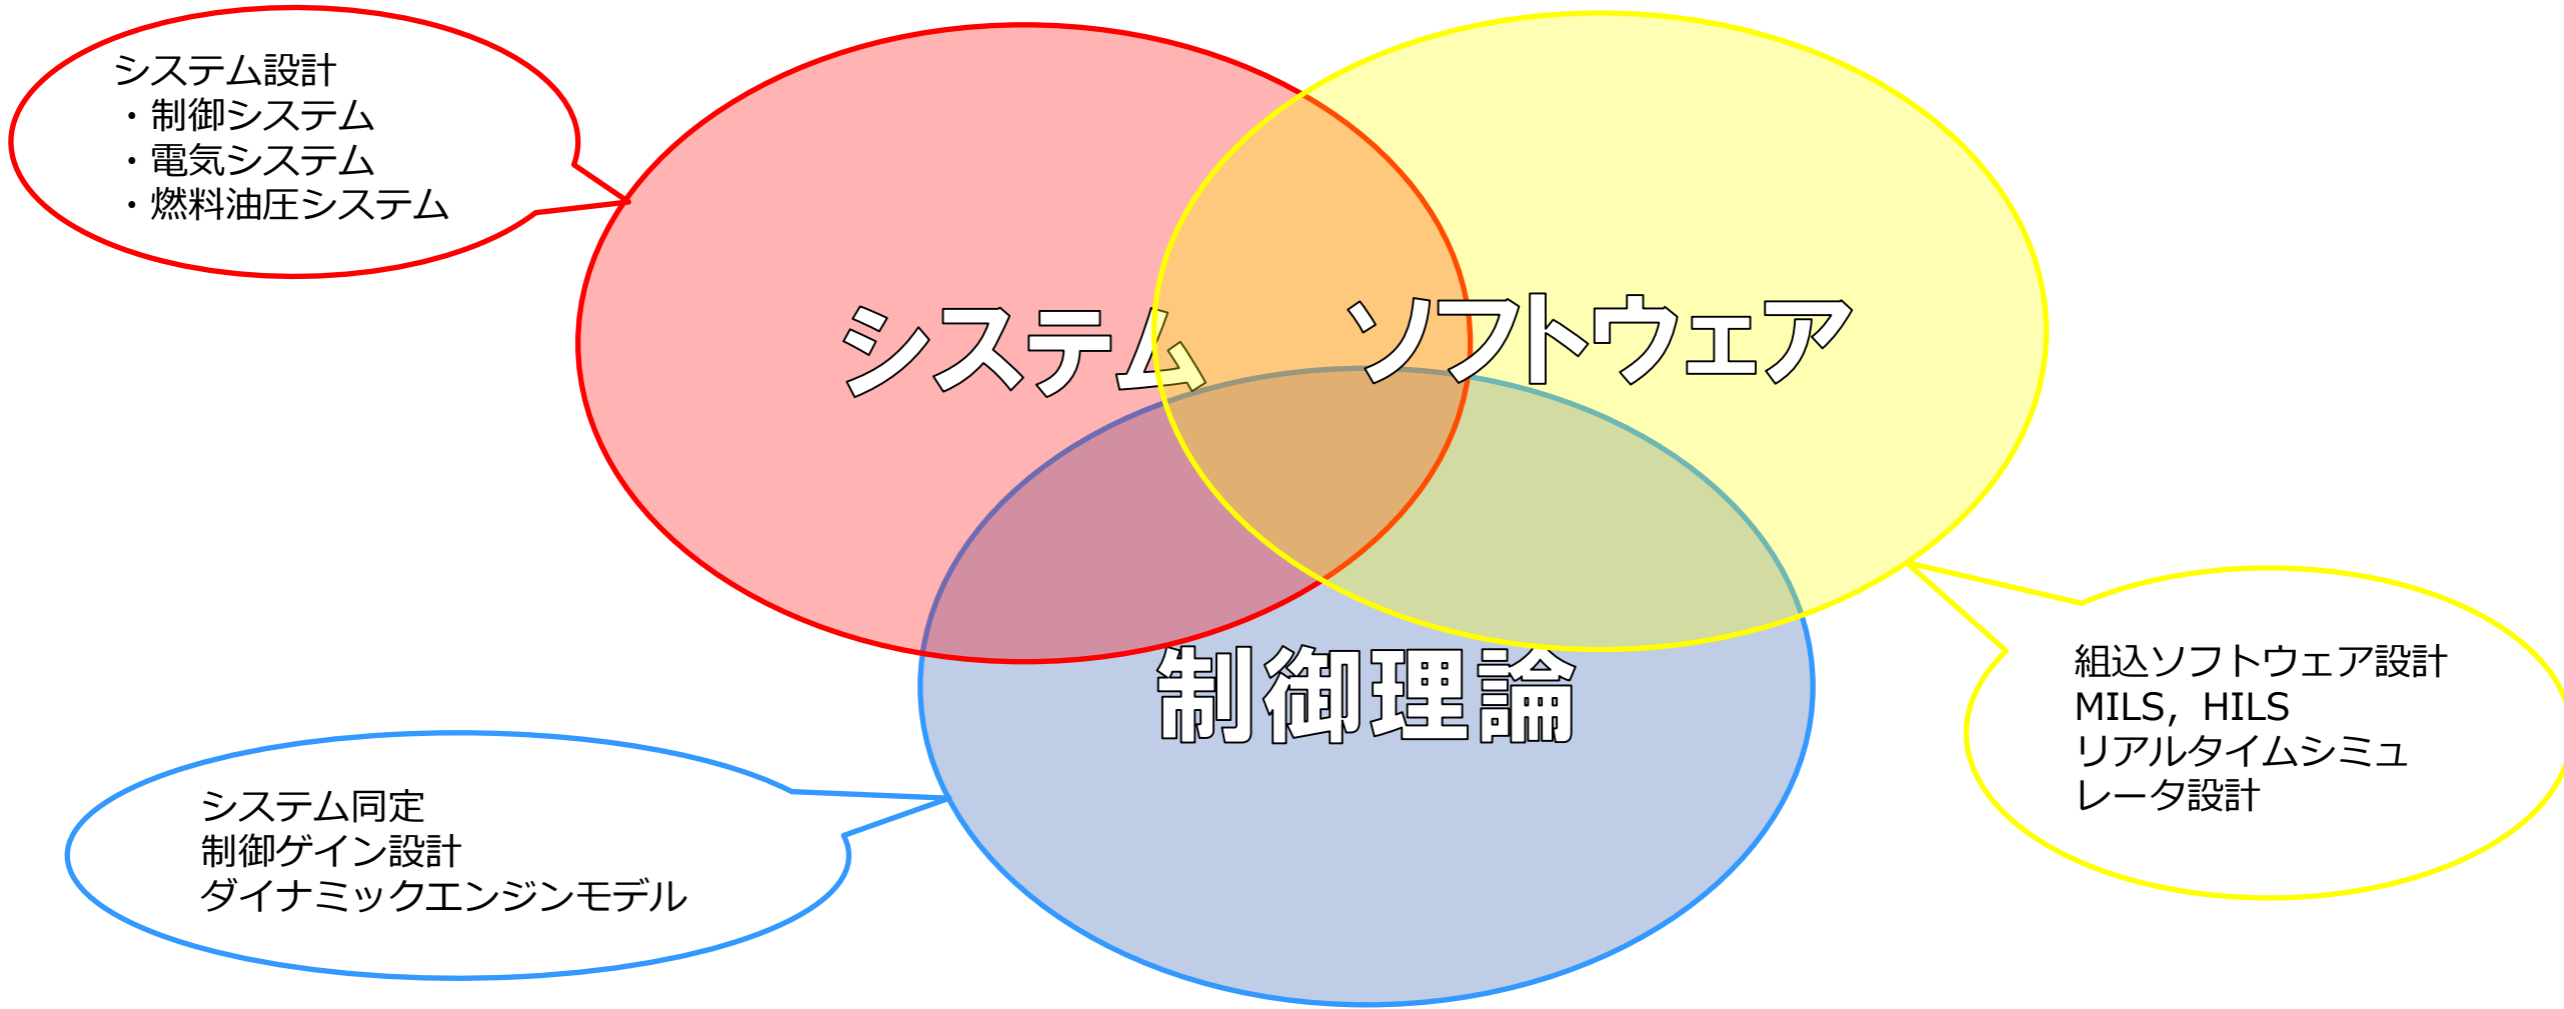 システム設計
・制御システム
・電気システム
・燃料油圧システム
システム
ソフトウェア
制御理論
組込ソフトウェア設計
MILS, HILS
リアルタイムシミュ
レータ設計
システム同定
制御ゲイン設計
ダイナミックエンジンモデル